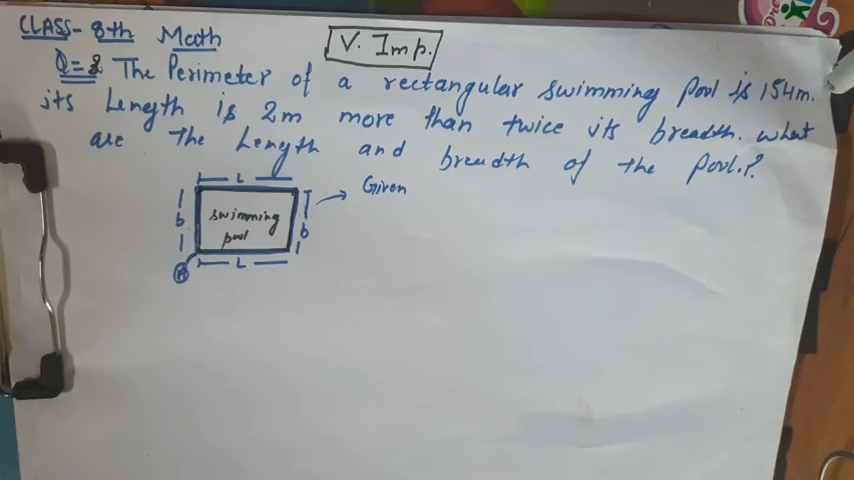 CLASS- 8th Math
V. Imp.
Q=2 The Perimeter of a rectangular swimming pool is 154m.
its Length is 2m more than twice its breadth. what
are the Length and breadth of the pool.?
L
Given
b
swimming
pool
b
L